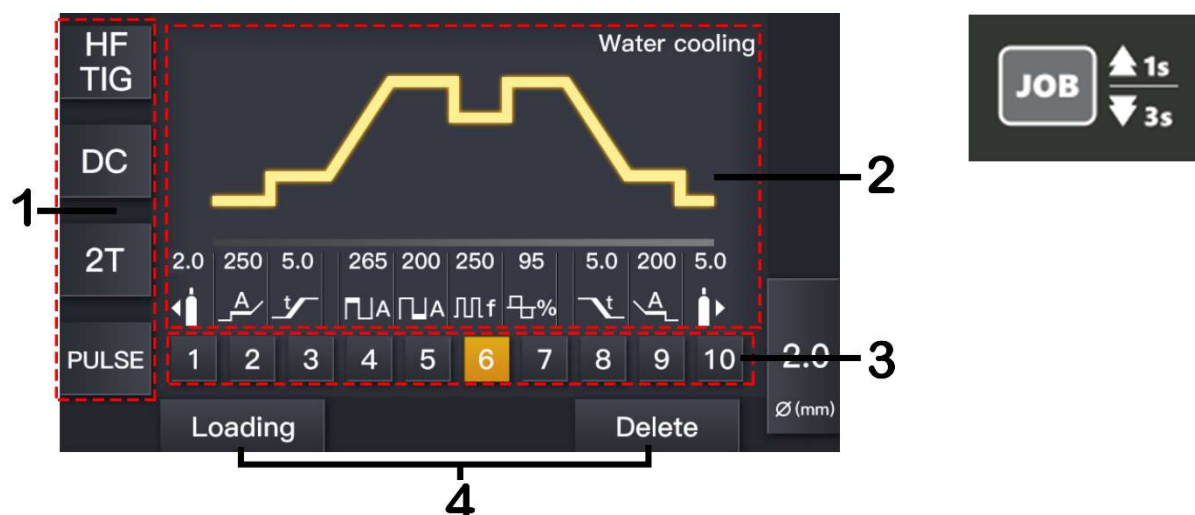 HF
TIG
DC
2T
PULSE
Water cooling
2.0 250 5.0 265 200 250 95 5.0 200 5.0
A t A A f % t A
1 2 3 4 5 6 7 8 9 10
2.0
Ø (mm)
Loading Delete
1
2
3
4
JOB
1s
3s